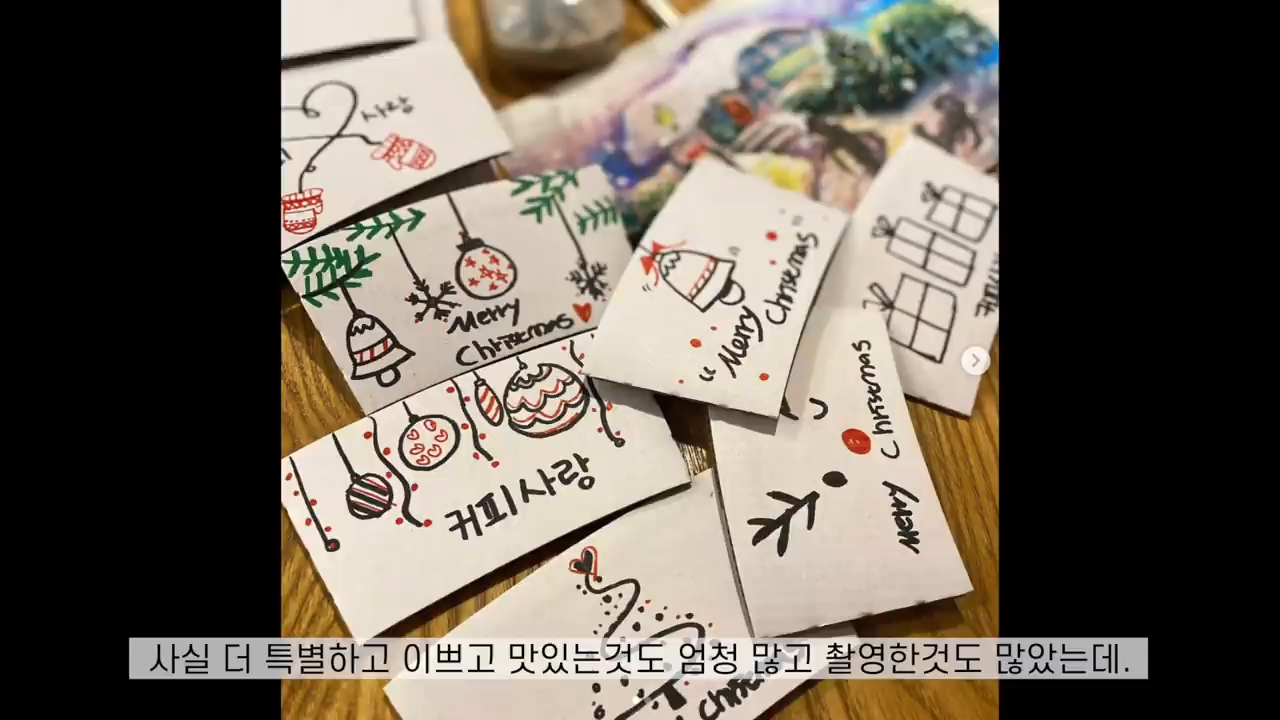 사랑
Merry
Christmas
"Merry
Christmas"
커피사랑
Merry Christmas
사실 더 특별하고 이쁘고 맛있는것도 엄청 많고 촬영한것도 많았는데.